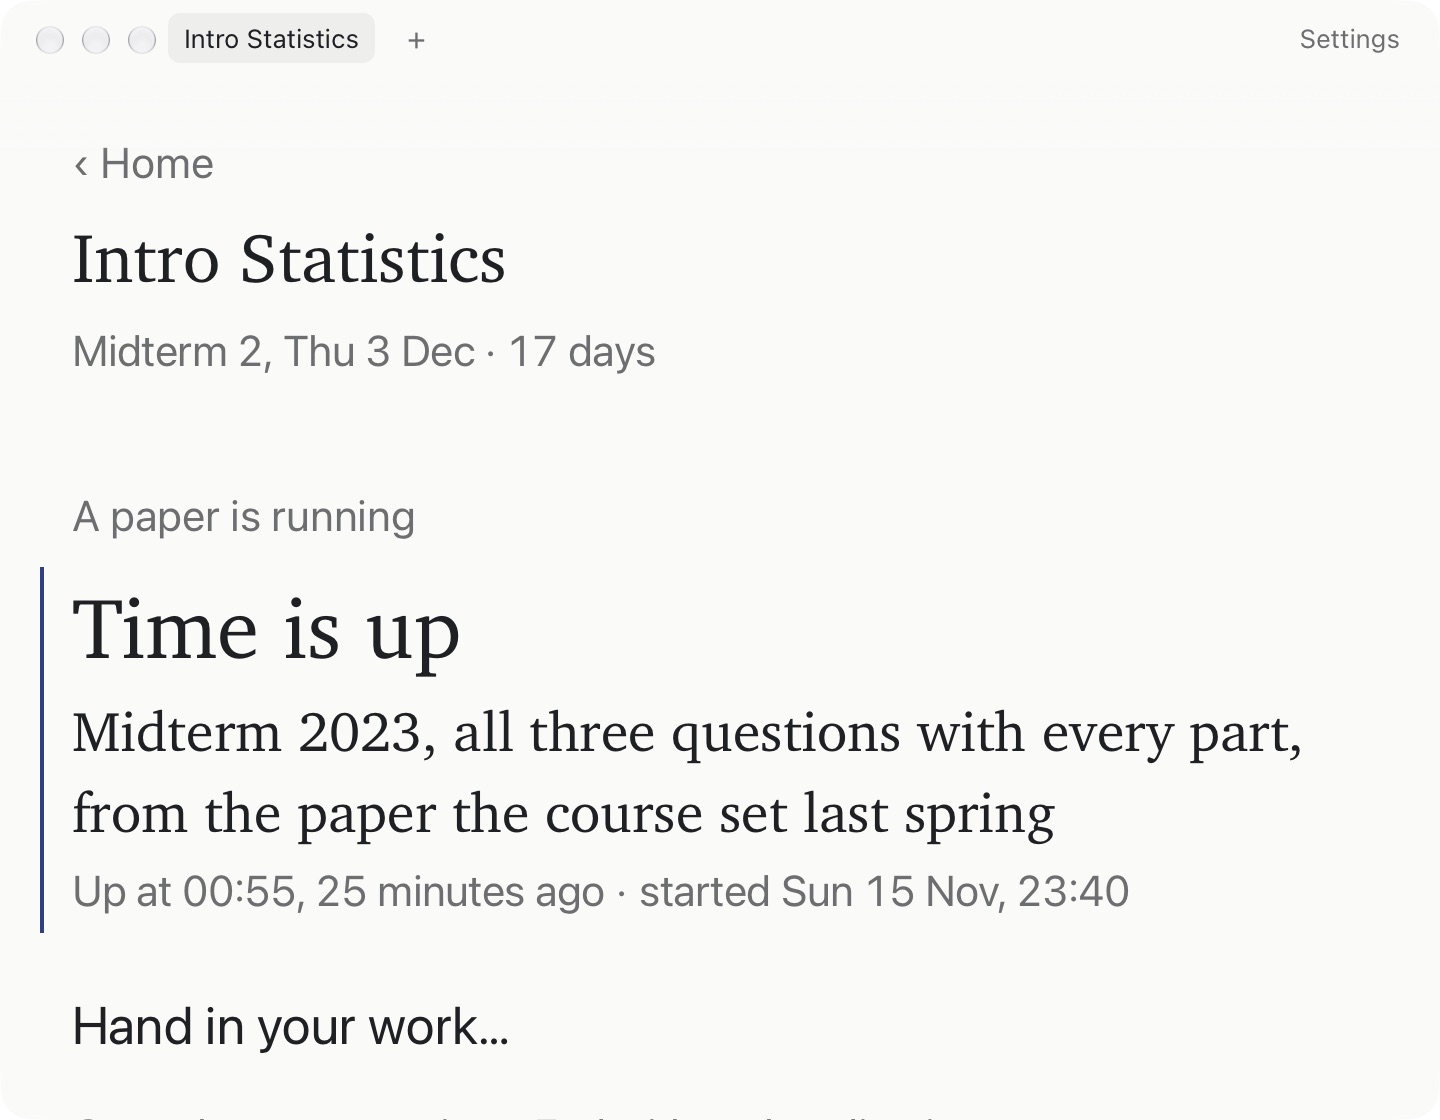 Intro Statistics + Settings
‹ Home
Intro Statistics
Midterm 2, Thu 3 Dec · 17 days
A paper is running
Time is up
Midterm 2023, all three questions with every part,
from the paper the course set last spring
Up at 00:55, 25 minutes ago · started Sun 15 Nov, 23:40
Hand in your work…